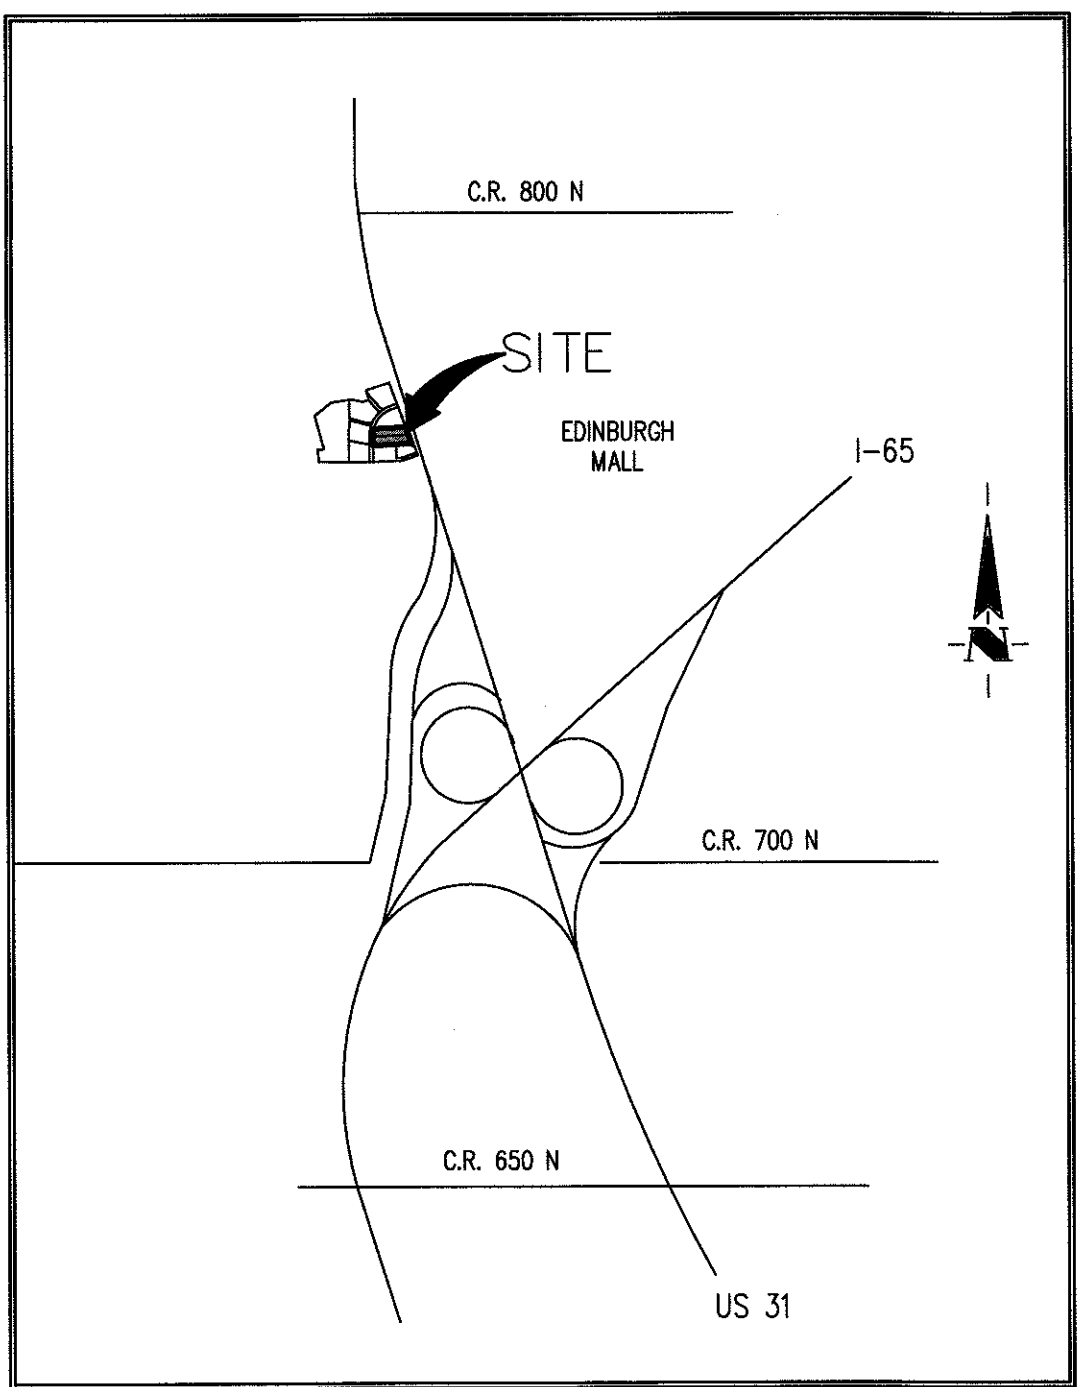 C.R. 800 N
SITE
EDINBURGH
MALL
I-65
N
C.R. 700 N
C.R. 650 N
US 31